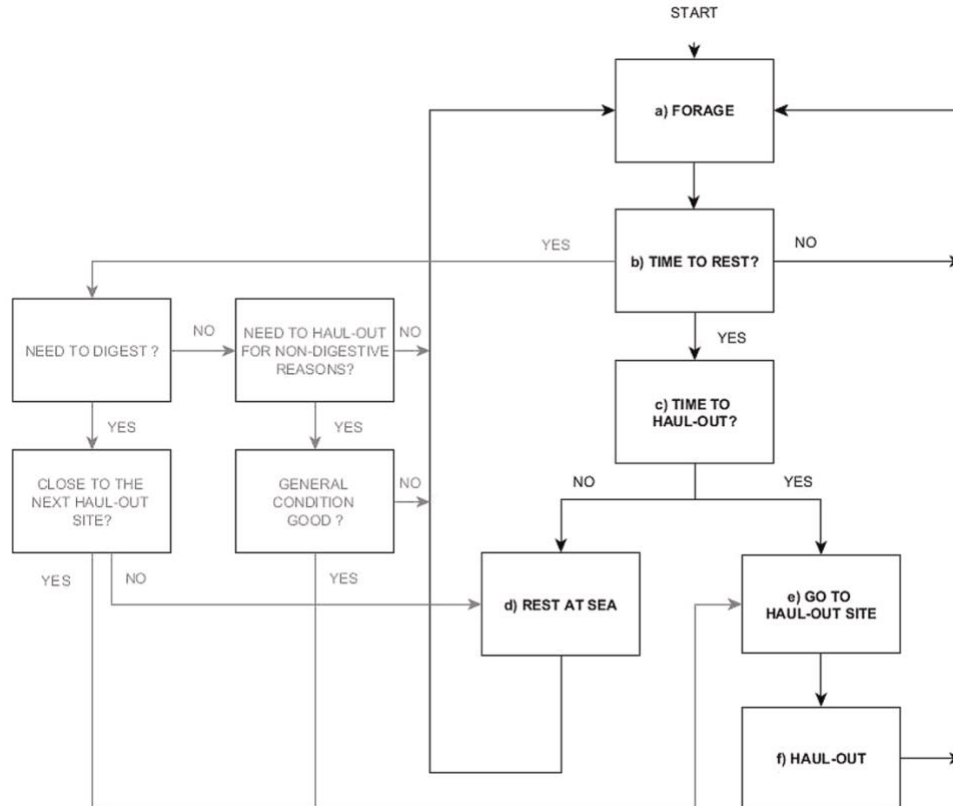 START
a) FORAGE
YES
b) TIME TO REST?
NO
NEED TO DIGEST ?
NO
NEED TO HAUL-OUT
FOR NON-DIGESTIVE
REASONS?
NO
YES
c) TIME TO
HAUL-OUT?
YES
YES
CLOSE TO THE
NEXT HAUL-OUT
SITE?
GENERAL
CONDITION
GOOD ?
NO
NO
YES
YES
NO
YES
d) REST AT SEA
e) GO TO
HAUL-OUT SITE
f) HAUL-OUT